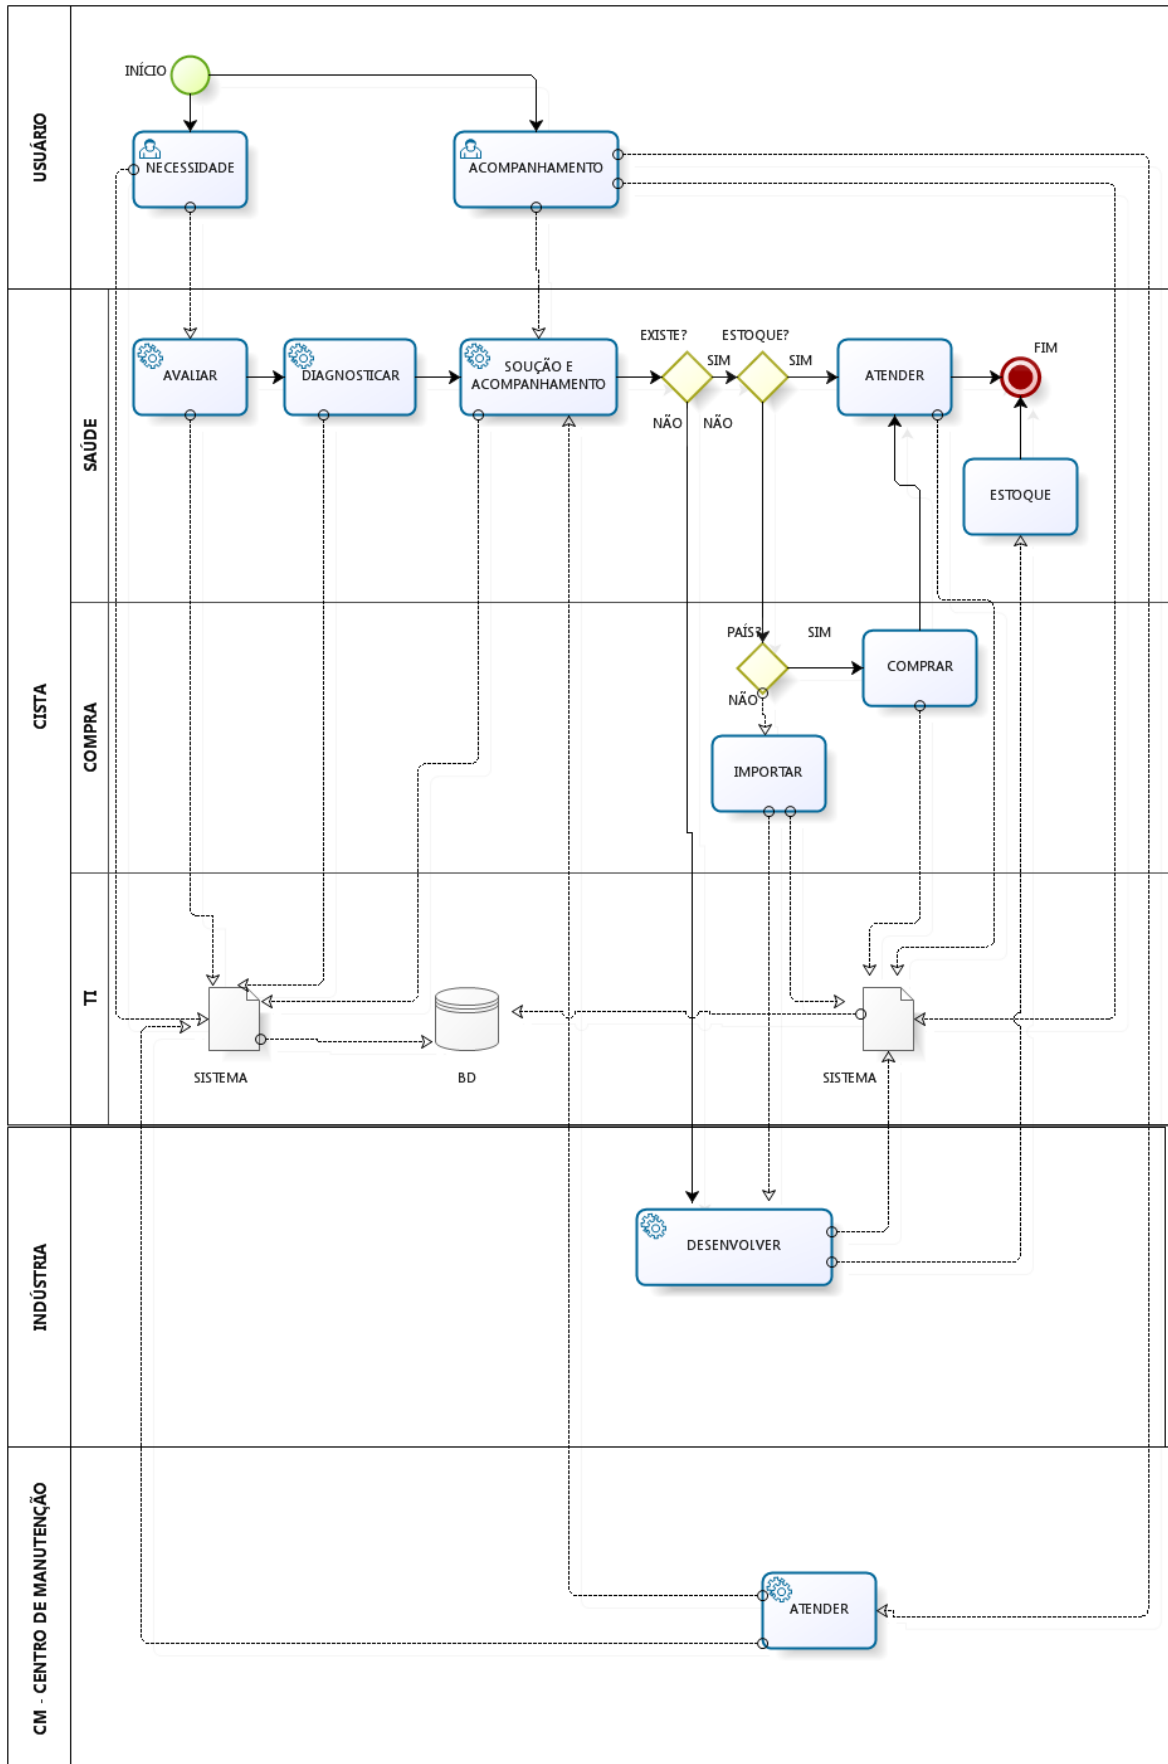 USUÁRIO
INÍCIO
NECESSIDADE
ACOMPANHAMENTO
CISTA
SAÚDE
EXISTE?
ESTOQUE?
FIM
AVALIAR
DIAGNOSTICAR
SOUÇÃO E
ACOMPANHAMENTO
SIM
SIM
ATENDER
NÃO
NÃO
ESTOQUE
COMPRA
PAÍS?
SIM
COMPRAR
NÃO
IMPORTAR
TI
SISTEMA
BD
SISTEMA
INDÚSTRIA
DESENVOLVER
CM - CENTRO DE MANUTENÇÃO
ATENDER